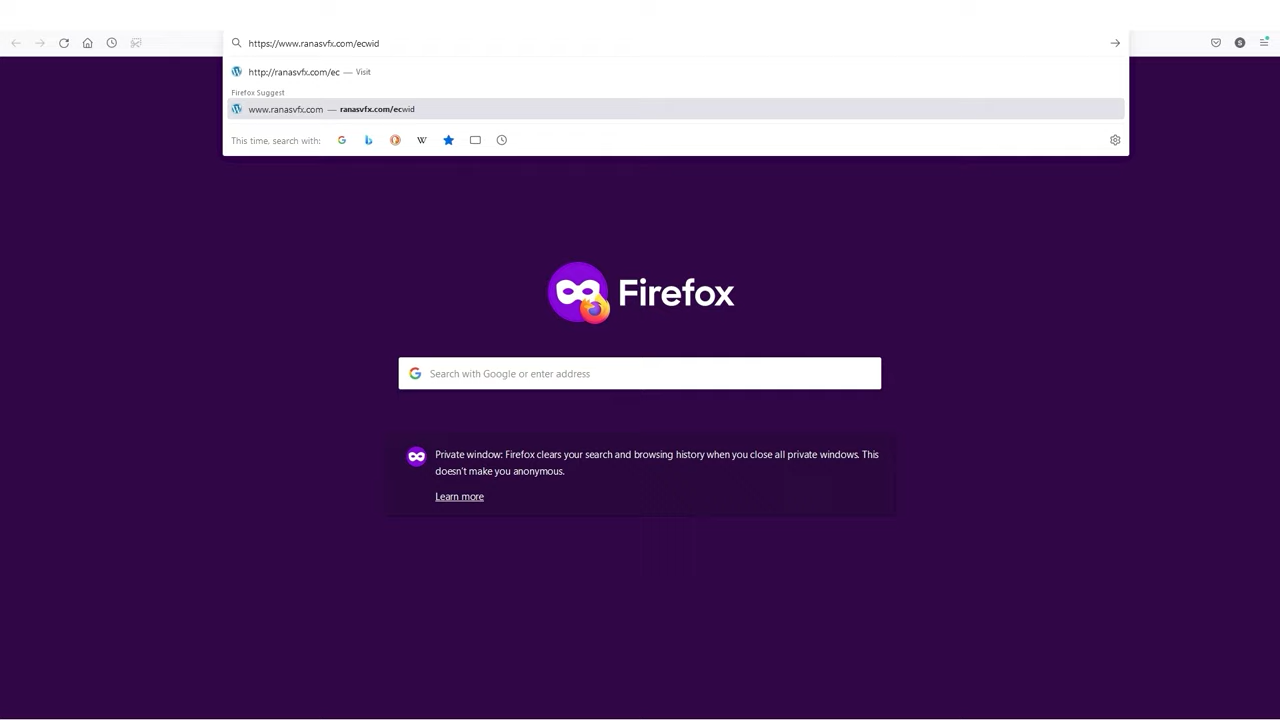 https://www.ranasvfx.com/ecwid
http://ranasvfx.com/ec — Visit
Firefox Suggest
www.ranasvfx.com — ranasvfx.com/ecwid
This time, search with:
Firefox
Search with Google or enter address
Private window: Firefox clears your search and browsing history when you close all private windows. This
doesn't make you anonymous.
Learn more